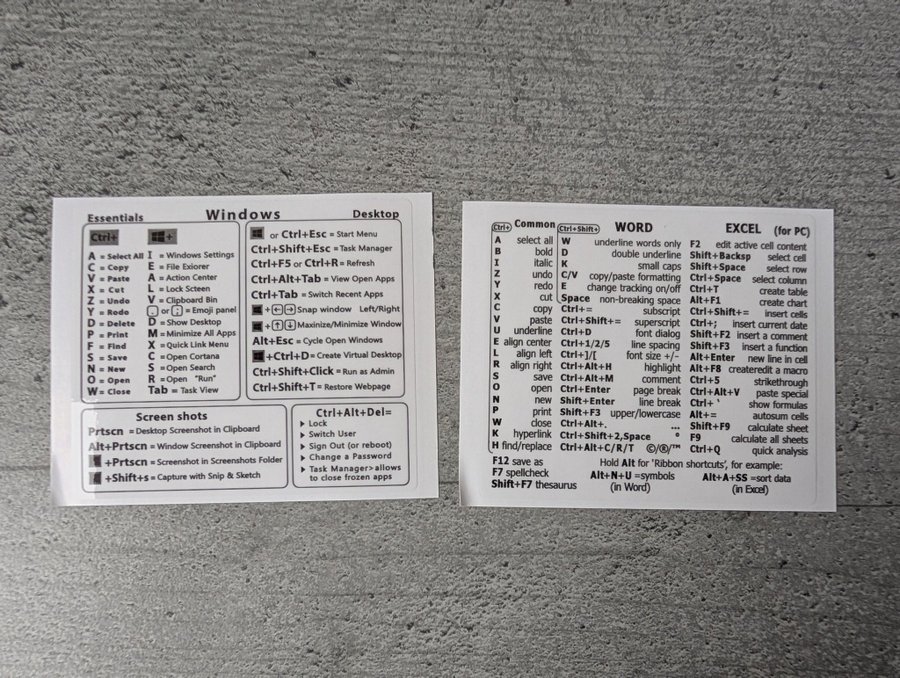 Essentials Windows Desktop
Ctrl+ +
A = Select All
C = Copy
V = Paste
X = Cut
Z = Undo
Y = Rodo
D = Delete
P = Print
F = Find
S = Save
N = New
O = Open
W = Close
I = Windows Settings
E = File Exiorer
A = Action Center
L = Lock Scteen
V = Clipboard Bin
. or ; = Emoji panel
D = Show Desktop
M = Minimize All Apps
X = Quick Link Menu
C = Open Cortana
S = Open Search
R = Open "Run"
Tab = Task View
or Ctrl+Esc = Start Menu
Ctrl+Shift+Esc = Task Manager
Ctrl+F5 or Ctrl+R = Refresh
Ctrl+Alt+Tab = View Open Apps
Ctrl+Tab = Switch Recent Apps
+ ← → Snap window Left/Right
+ ↑ ↓ Maxinize/Minimize Window
Alt+Esc = Cycle Open Windows
+Ctrl+D = Create Virtual Desktop
Ctrl+Shift+Click = Run as Admin
Ctrl+Shift+T = Restore Webpage
Screen shots
Prtscn = Desktop Screenshot in Clipboard
Alt+Prtscn = Window Screenshot in Clipboard
+Prtscn = Screenshot in Screenshots Folder
+Shift+s = Capture with Snip & Sketch
Ctrl+Alt+Del=
Lock
Switch User
Sign Out (or reboot)
Change a Password
Task Manager>allows
to close frozen apps
Ctrl+ Common Ctrl+Shift+ WORD EXCEL (for PC)
A select all
B bold
I italic
Z undo
Y redo
X cut
C copy
V paste
U underline
E align center
L align left
R align right
S save
O open
N new
P print
W close
K hyperlink
H find/replace
W underline words only
D double underline
K small caps
C/V copy/paste formatting
E change tracking on/off
Space non-breaking space
Ctrl+= subscript
Ctrl+Shift+= superscript
Ctrl+D font dialog
Ctrl+1/2/5 line spacing
Ctrl+]/[ font size +/–
Ctrl+Alt+H highlight
Ctrl+Alt+M comment
Ctrl+Enter page break
Shift+Enter line break
Shift+F3 upper/lowercase
Ctrl+Alt+. ...
Ctrl+Shift+2,Space °
Ctrl+Alt+C/R/T ©/®/™
F2 edit active cell content
Shift+Backsp select cell
Shift+Space select row
Ctrl+Space select column
Ctrl+T create table
Alt+F1 create chart
Ctrl+Shift+= insert cells
Ctrl+; insert current date
Shift+F2 insert a comment
Shift+F3 insert a function
Alt+Enter new line in cell
Alt+F8 createredit a macro
Ctrl+5 strikethrough
Ctrl+Alt+V paste special
Ctrl+` show formulas
Alt+= autosum cells
Shift+F9 calculate sheet
F9 calculate all sheets
Ctrl+Q quick analysis
F12 save as
F7 spellcheck
Shift+F7 thesaurus
Hold Alt for 'Ribbon shortcuts', for example:
Alt+N+U =symbols
(in Word)
Alt+A+SS =sort data
(in Excel)